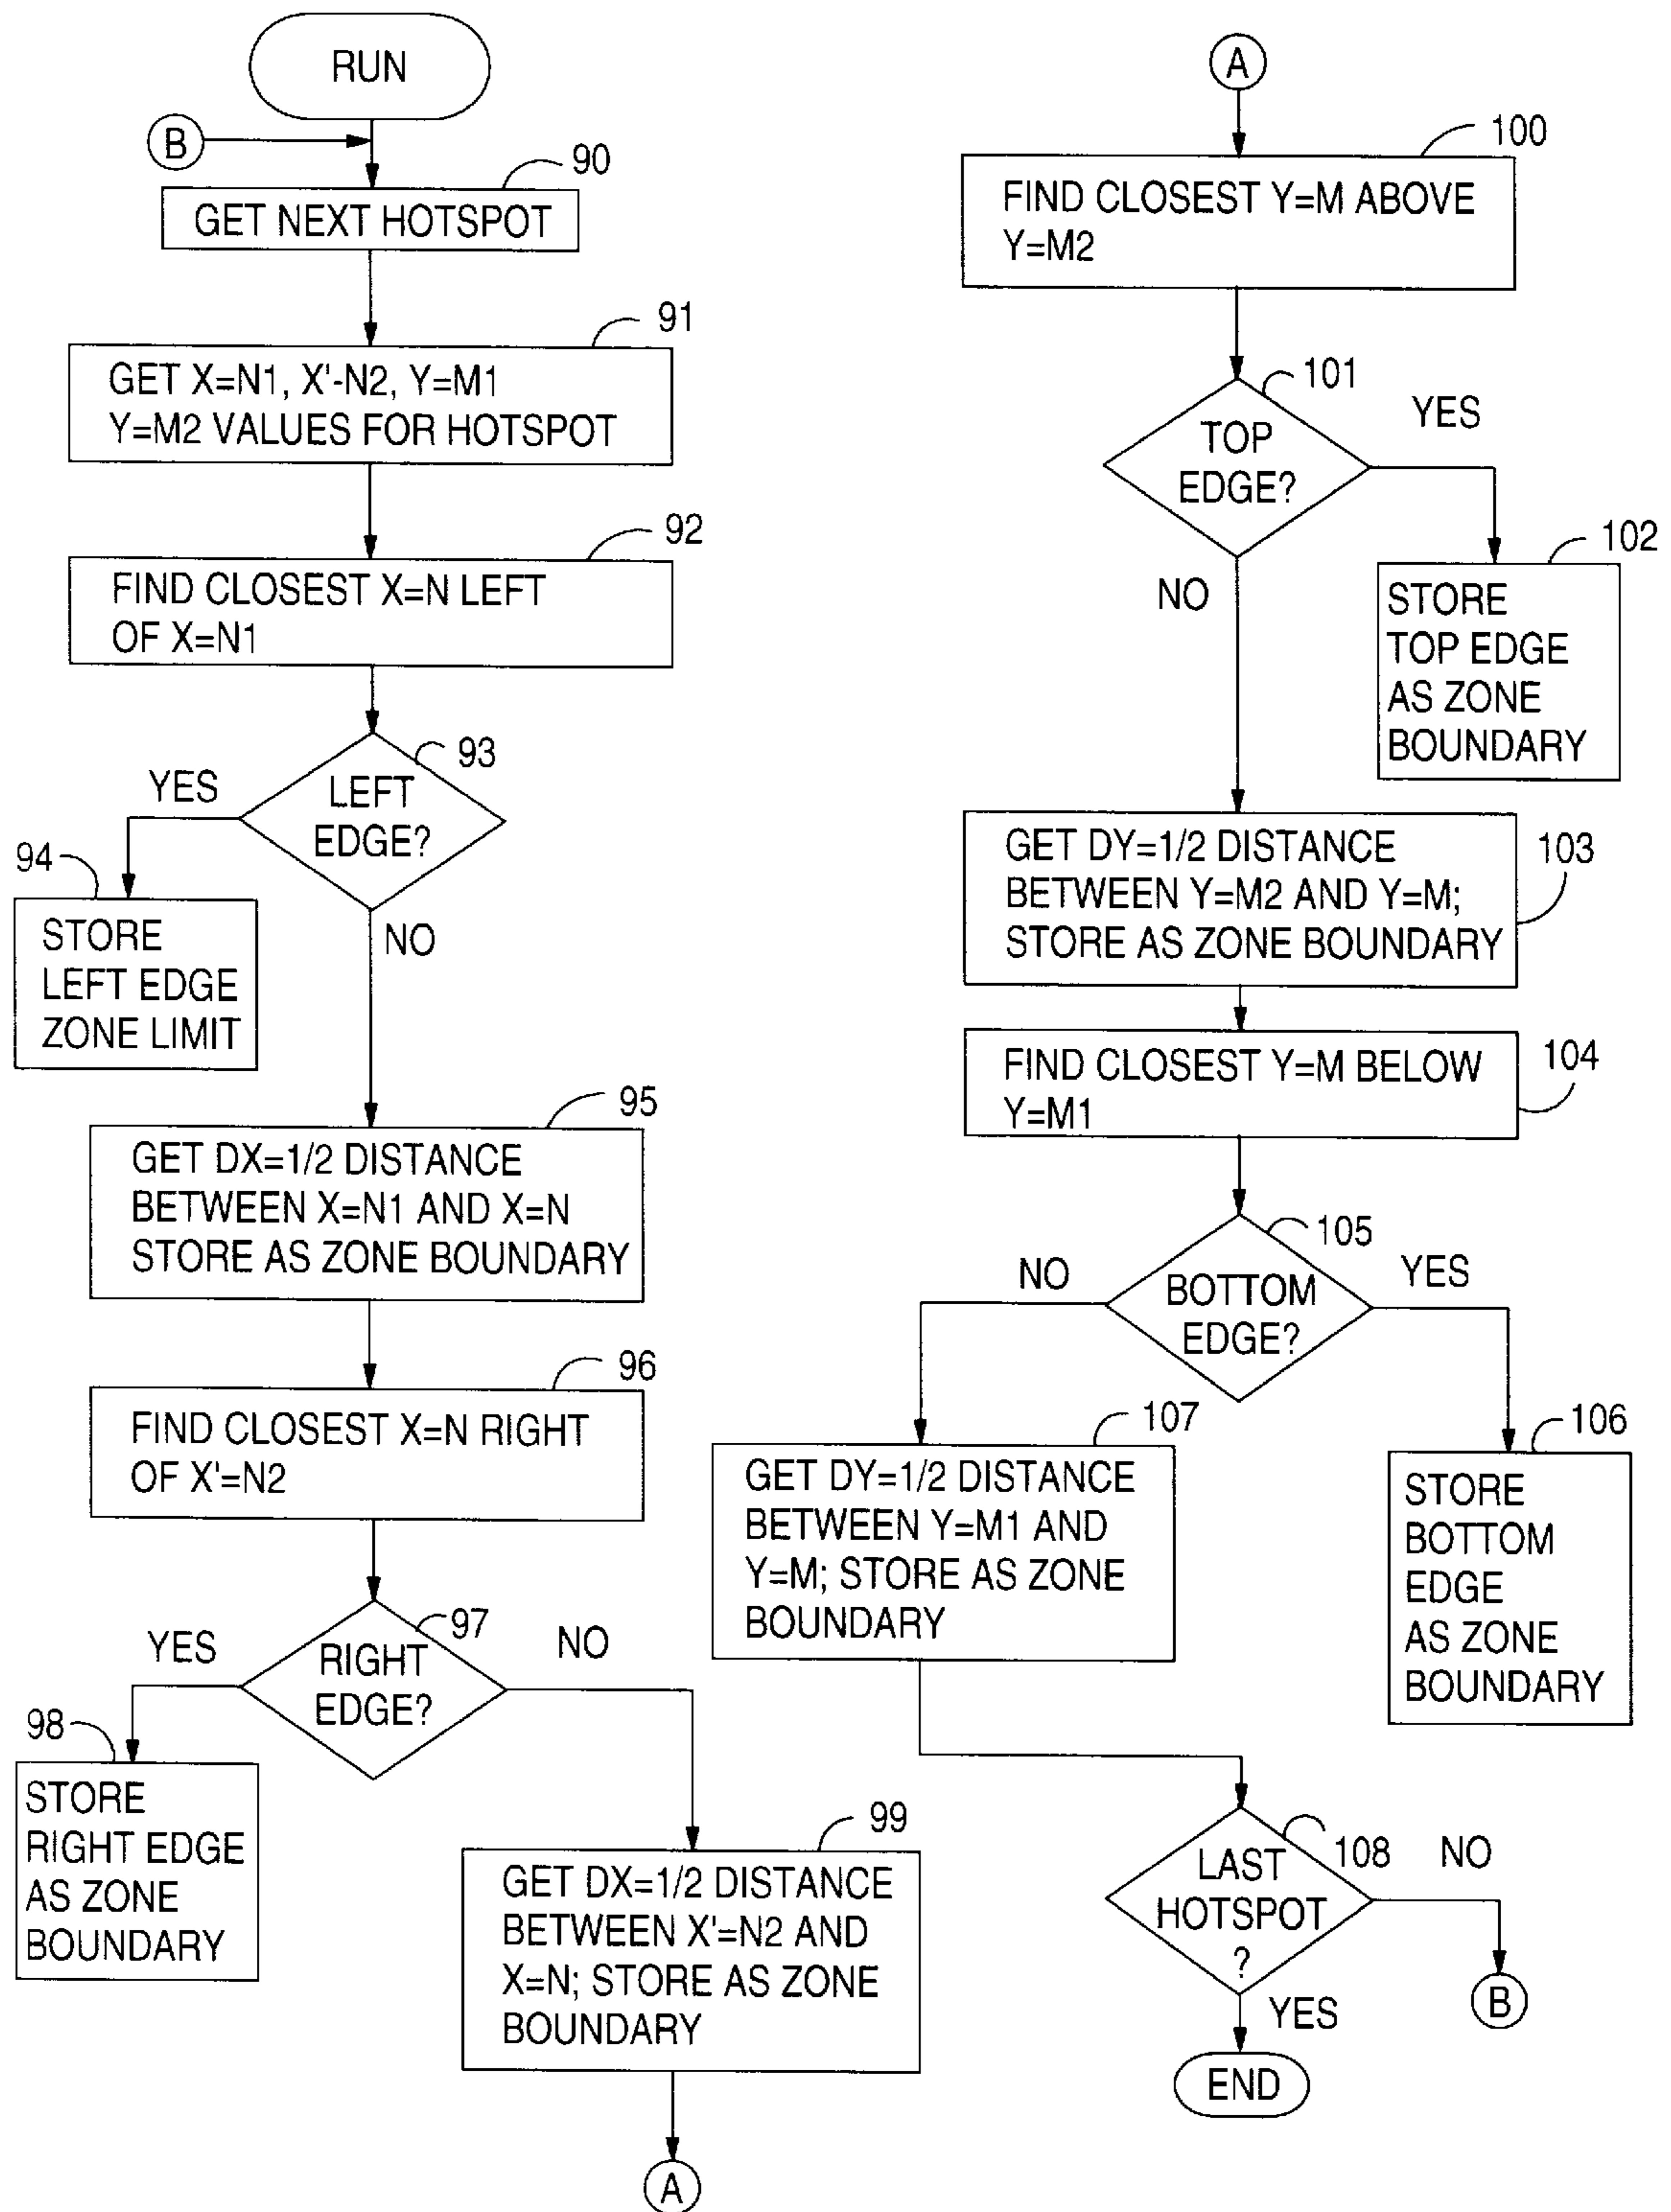 RUN
B
90
GET NEXT HOTSPOT
91
GET X=N1, X'-N2, Y=M1
Y=M2 VALUES FOR HOTSPOT
92
FIND CLOSEST X=N LEFT
OF X=N1
93
LEFT
EDGE?
YES
NO
94
STORE
LEFT EDGE
ZONE LIMIT
95
GET DX=1/2 DISTANCE
BETWEEN X=N1 AND X=N
STORE AS ZONE BOUNDARY
96
FIND CLOSEST X=N RIGHT
OF X'=N2
97
RIGHT
EDGE?
YES
NO
98
STORE
RIGHT EDGE
AS ZONE
BOUNDARY
99
GET DX=1/2 DISTANCE
BETWEEN X'=N2 AND
X=N; STORE AS ZONE
BOUNDARY
A
A
100
FIND CLOSEST Y=M ABOVE
Y=M2
101
TOP
EDGE?
YES
NO
102
STORE
TOP EDGE
AS ZONE
BOUNDARY
103
GET DY=1/2 DISTANCE
BETWEEN Y=M2 AND Y=M;
STORE AS ZONE BOUNDARY
104
FIND CLOSEST Y=M BELOW
Y=M1
105
BOTTOM
EDGE?
NO
YES
106
STORE
BOTTOM
EDGE
AS ZONE
BOUNDARY
107
GET DY=1/2 DISTANCE
BETWEEN Y=M1 AND
Y=M; STORE AS ZONE
BOUNDARY
108
LAST
HOTSPOT
?
NO
B
YES
END